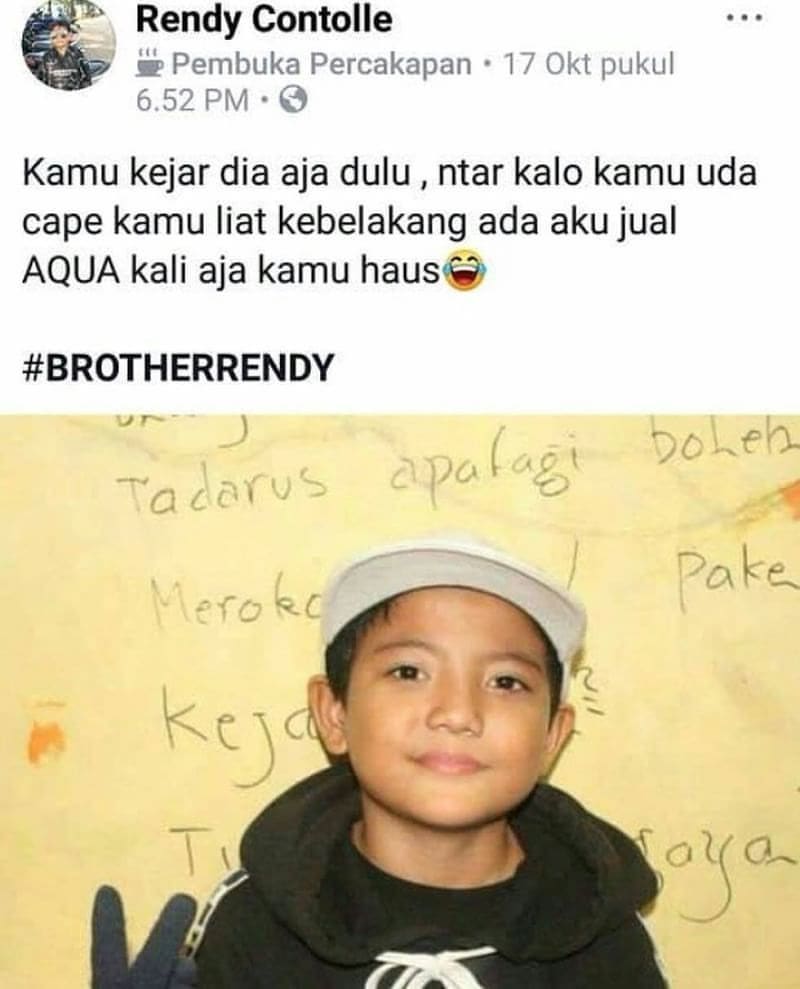 Rendy Contolle
Pembuka Percakapan • 17 Okt pukul
6.52 PM •
Kamu kejar dia aja dulu , ntar kalo kamu uda
cape kamu liat kebelakang ada aku jual
AQUA kali aja kamu haus😂
#BROTHERRENDY
Tadarus apalagi boleh
Meroko Pake
Keja
Saya